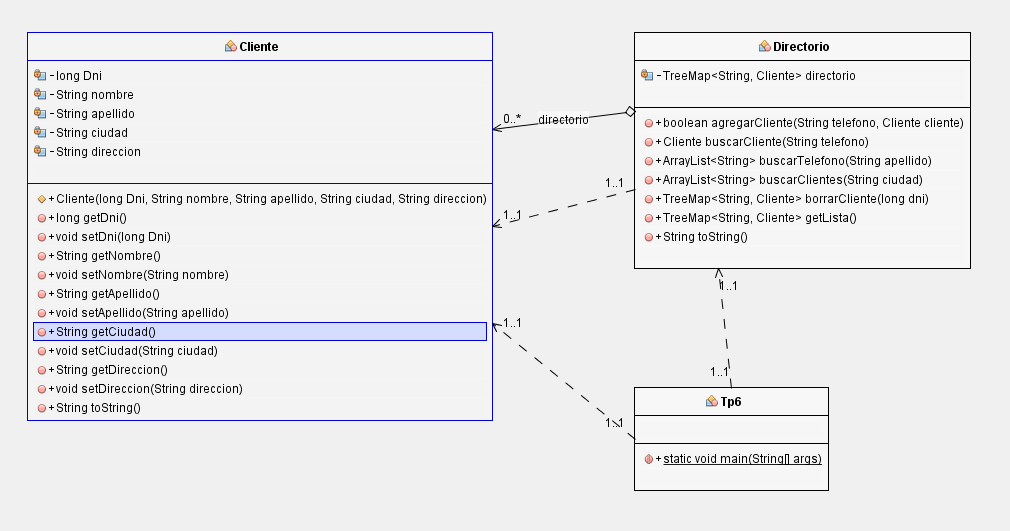 Cliente
-long Dni
-String nombre
-String apellido
-String ciudad
-String direccion
+Cliente(long Dni, String nombre, String apellido, String ciudad, String direccion)
+long getDni()
+void setDni(long Dni)
+String getNombre()
+void setNombre(String nombre)
+String getApellido()
+void setApellido(String apellido)
+String getCiudad()
+void setCiudad(String ciudad)
+String getDireccion()
+void setDireccion(String direccion)
+String toString()
0..* directorio
1..1
1..1
1..1
1..1
Directorio
-TreeMap<String, Cliente> directorio
+boolean agregarCliente(String telefono, Cliente cliente)
+Cliente buscarCliente(String telefono)
+ArrayList<String> buscarTelefono(String apellido)
+ArrayList<String> buscarClientes(String ciudad)
+TreeMap<String, Cliente> borrarCliente(long dni)
+TreeMap<String, Cliente> getLista()
+String toString()
1..1
1..1
Tp6
+static void main(String[] args)